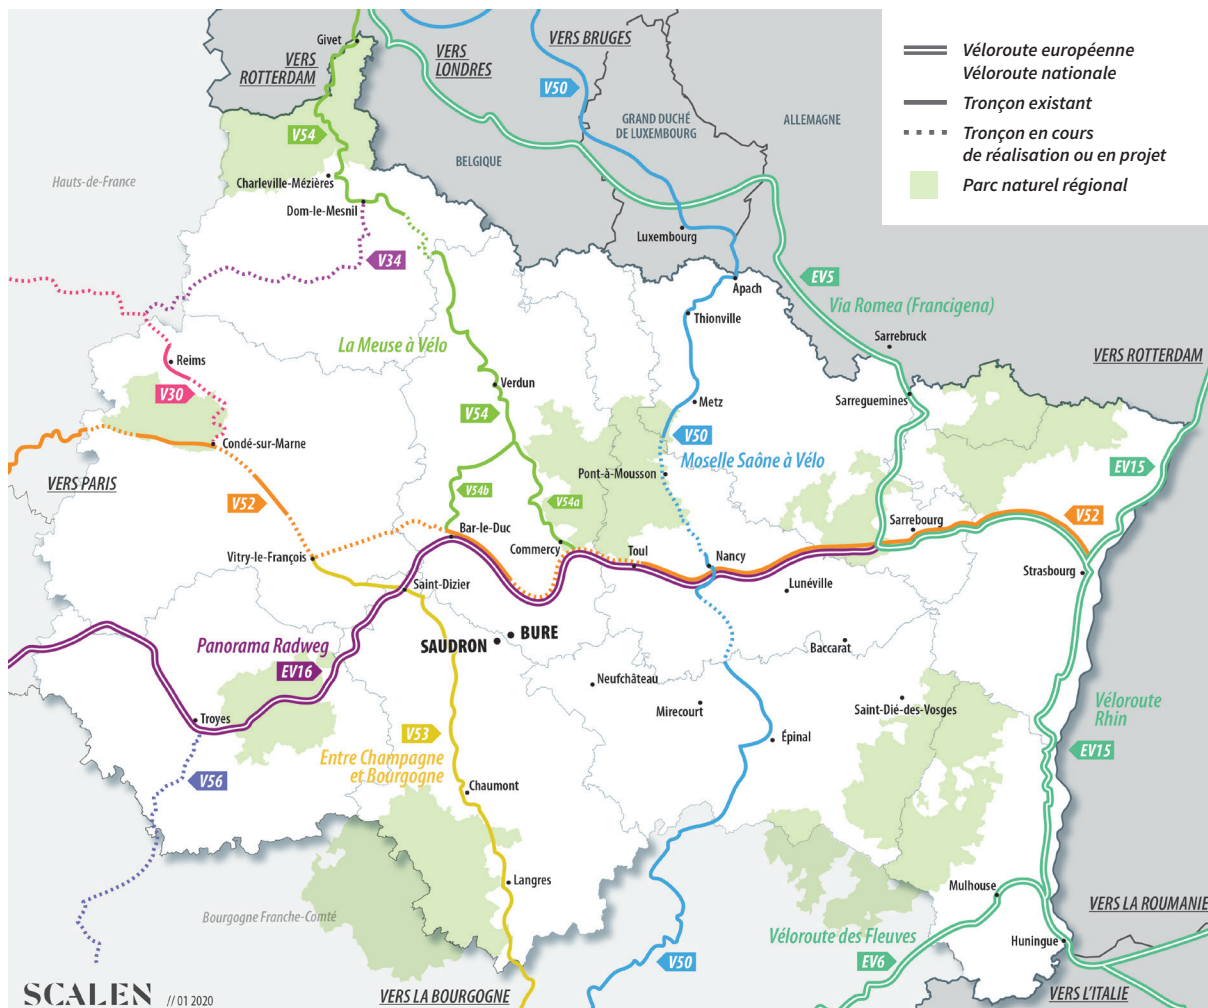 Véloroute européenne
Véloroute nationale
Tronçon existant
Tronçon en cours
de réalisation ou en projet
Parc naturel régional
Givet
VERS
ROTTERDAM
VERS
LONDRES
VERS BRUGES
V50
V54
GRAND DUCHÉ
DE LUXEMBOURG
ALLEMAGNE
BELGIQUE
Hauts-de-France
Charleville-Mézières
Dom-le-Mesnil
Luxembourg
V34
EV5
Apach
Via Romea (Francigena)
Thionville
Sarrebruck
La Meuse à Vélo
VERS ROTTERDAM
Reims
Verdun
V30
V54
Metz
Sarreguemines
V50
Condé-sur-Marne
Moselle Saône à Vélo
VERS PARIS
Pont-à-Mousson
EV15
V54b
V54a
V52
V52
Sarrebourg
Bar-le-Duc
Commercy
Toul
Vitry-le-François
Nancy
Strasbourg
Saint-Dizier
Lunéville
BURE
SAUDRON
Panorama Radweg
EV16
Baccarat
Neufchâteau
Mirecourt
Saint-Dié-des-Vosges
Véloroute
Rhin
Troyes
V53
Épinal
EV15
Entre Champagne
et Bourgogne
V56
Chaumont
Langres
Mulhouse
VERS LA ROUMANIE
Bourgogne Franche-Comté
Véloroute des Fleuves
Huningue
V50
EV6
SCALEN // 01 2020
VERS LA BOURGOGNE
VERS L'ITALIE